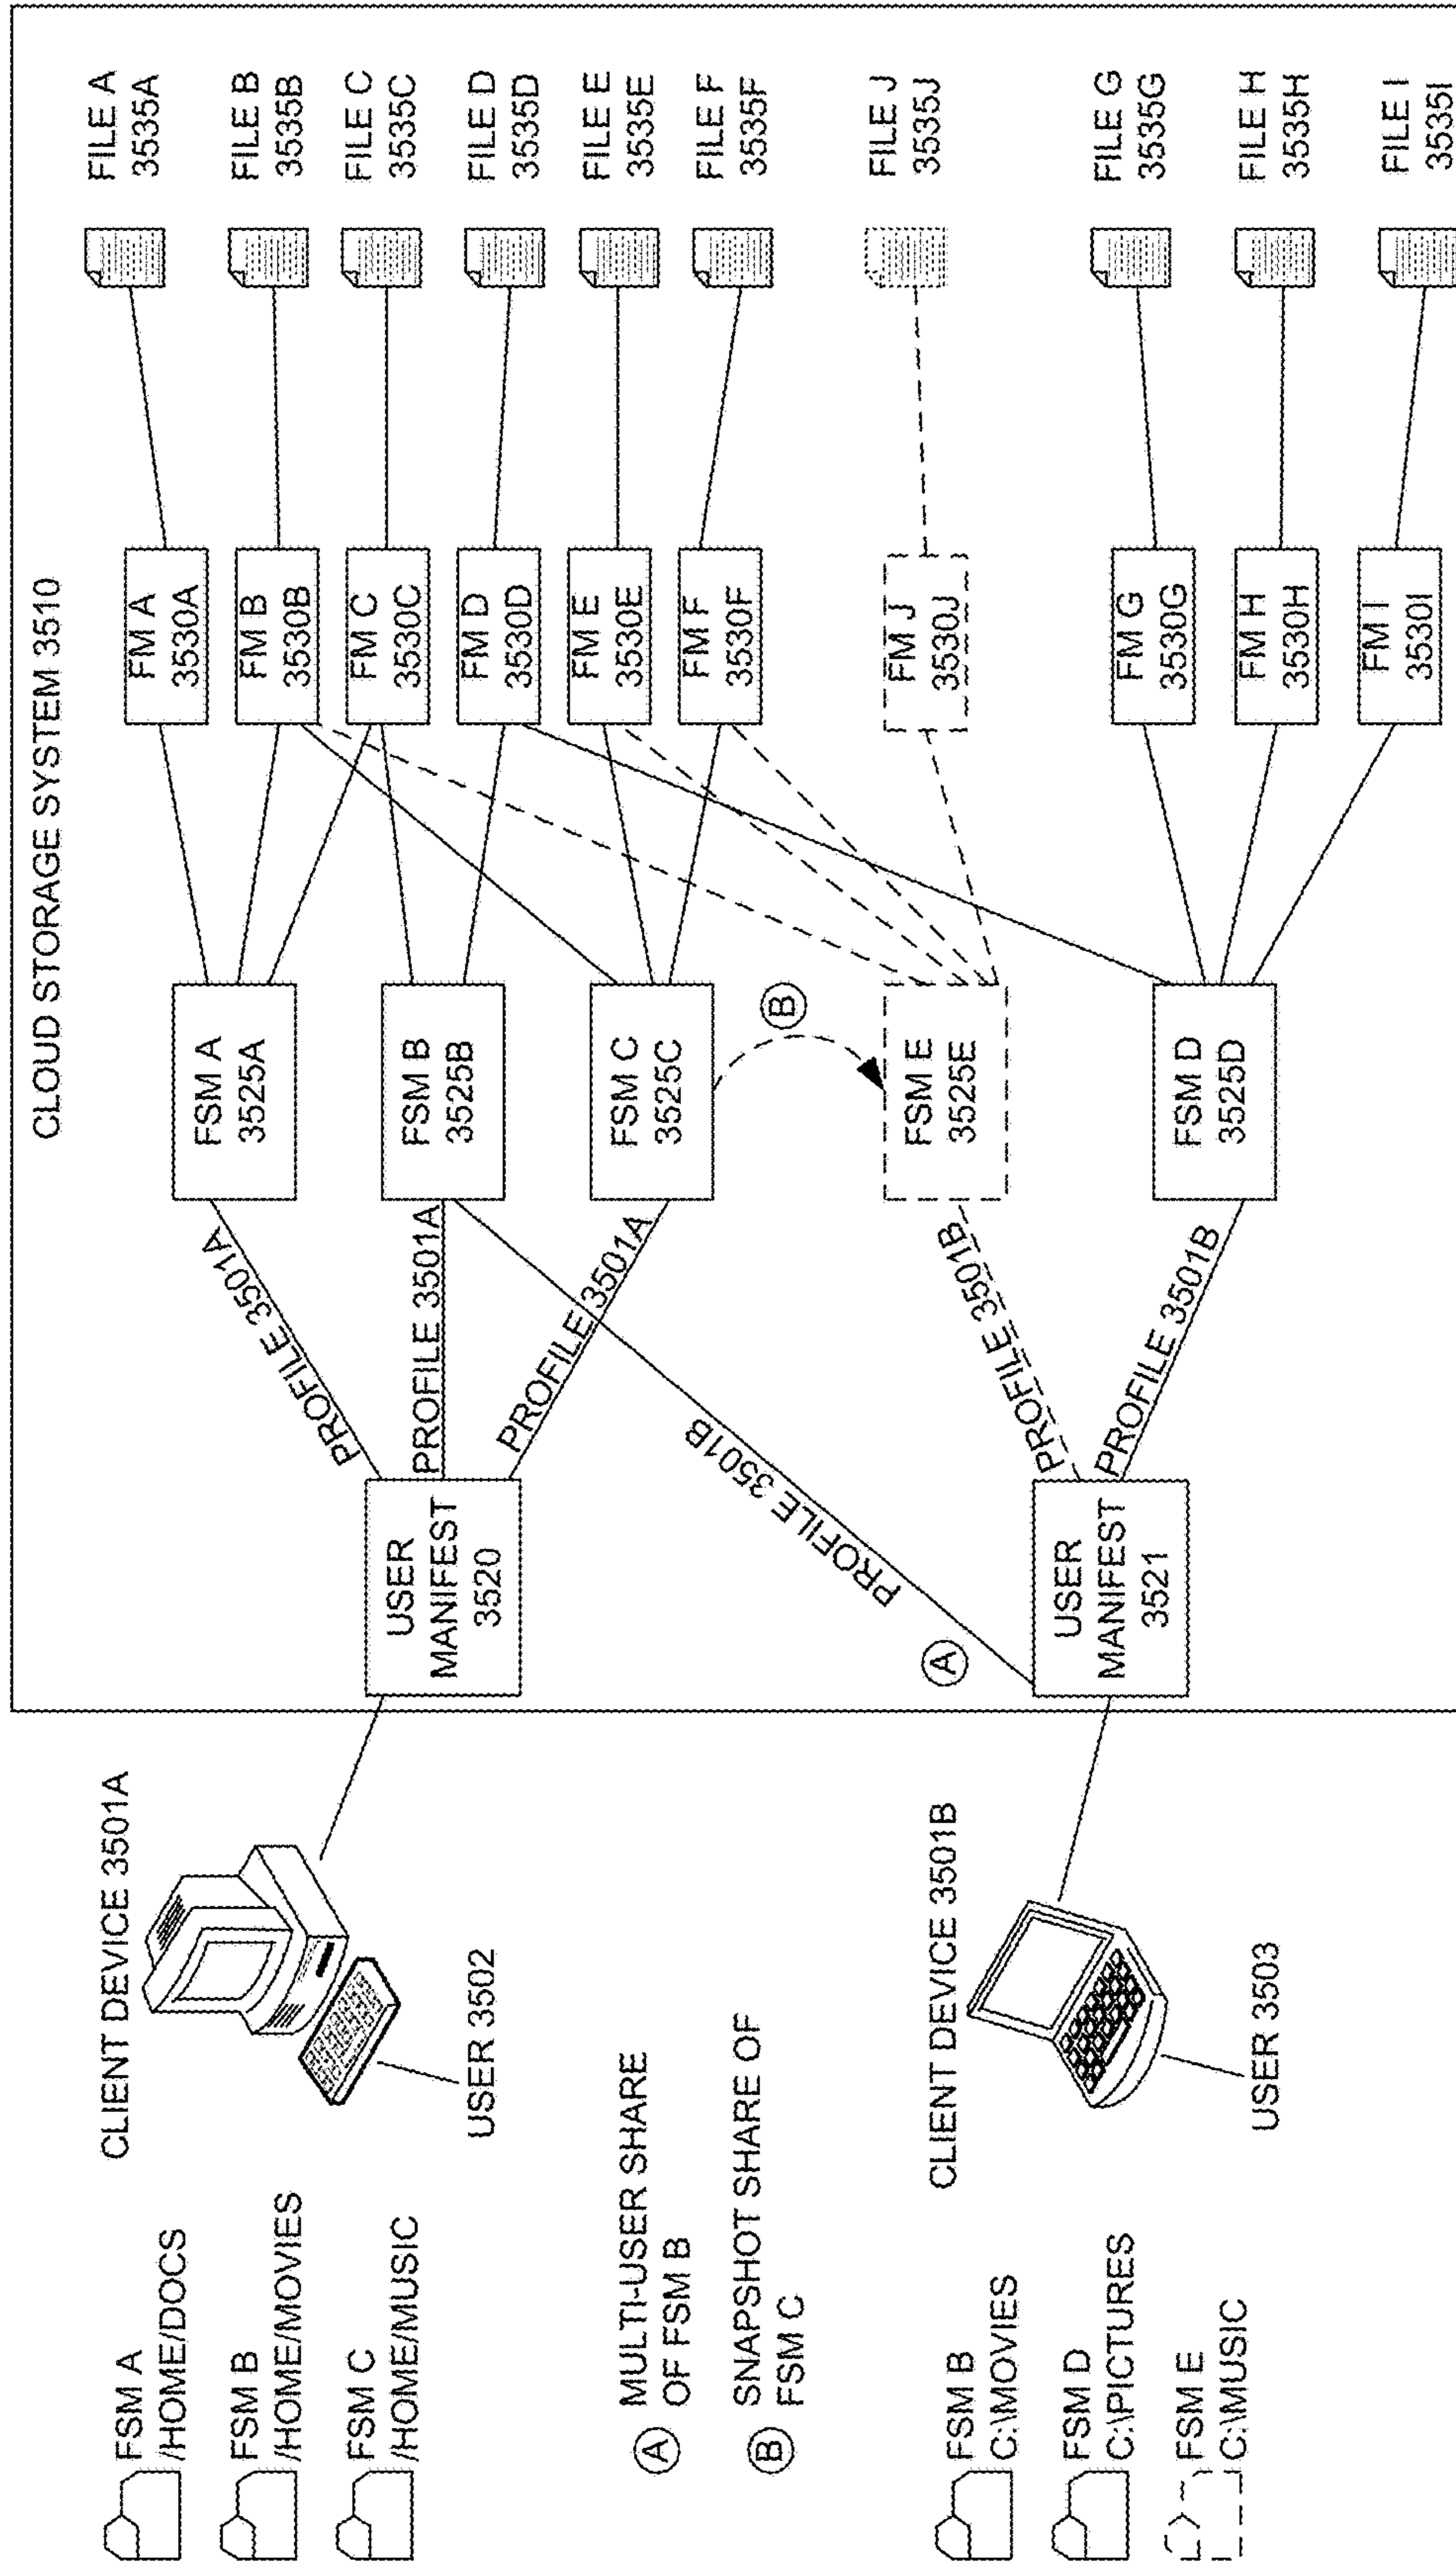 CLOUD STORAGE SYSTEM 3510
FSM A
/HOME/DOCS
FSM B
/HOME/MOVIES
FSM C
/HOME/MUSIC
CLIENT DEVICE 3501A
USER 3502
A
MULTI-USER SHARE
OF FSM B
B
SNAPSHOT SHARE OF
FSM C
FSM B
C:\MOVIES
FSM D
C:\PICTURES
FSM E
C:\MUSIC
CLIENT DEVICE 3501B
USER 3503
USER
MANIFEST
3520
USER
MANIFEST
3521
PROFILE 3501A
PROFILE 3501A
PROFILE 3501A
PROFILE 3501B
A
PROFILE 3501B
PROFILE 3501B
FSM A
3525A
FSM B
3525B
FSM C
3525C
B
FSM E
3525E
FSM D
3525D
FM A
3530A
FM B
3530B
FM C
3530C
FM D
3530D
FM E
3530E
FM F
3530F
FM J
3530J
FM G
3530G
FM H
3530H
FM I
3530I
FILE A
3535A
FILE B
3535B
FILE C
3535C
FILE D
3535D
FILE E
3535E
FILE F
3535F
FILE J
3535J
FILE G
3535G
FILE H
3535H
FILE I
3535I